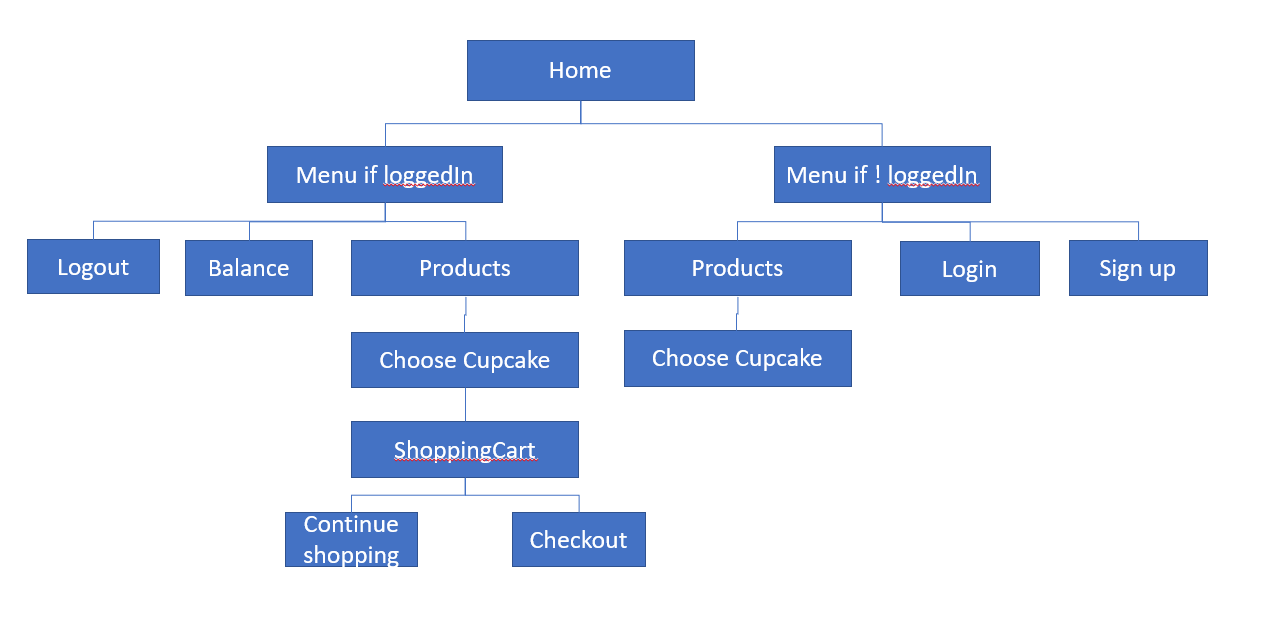 Home
Menu if loggedIn
Menu if ! loggedIn
Logout
Balance
Products
Products
Login
Sign up
Choose Cupcake
Choose Cupcake
ShoppingCart
Continue
shopping
Checkout